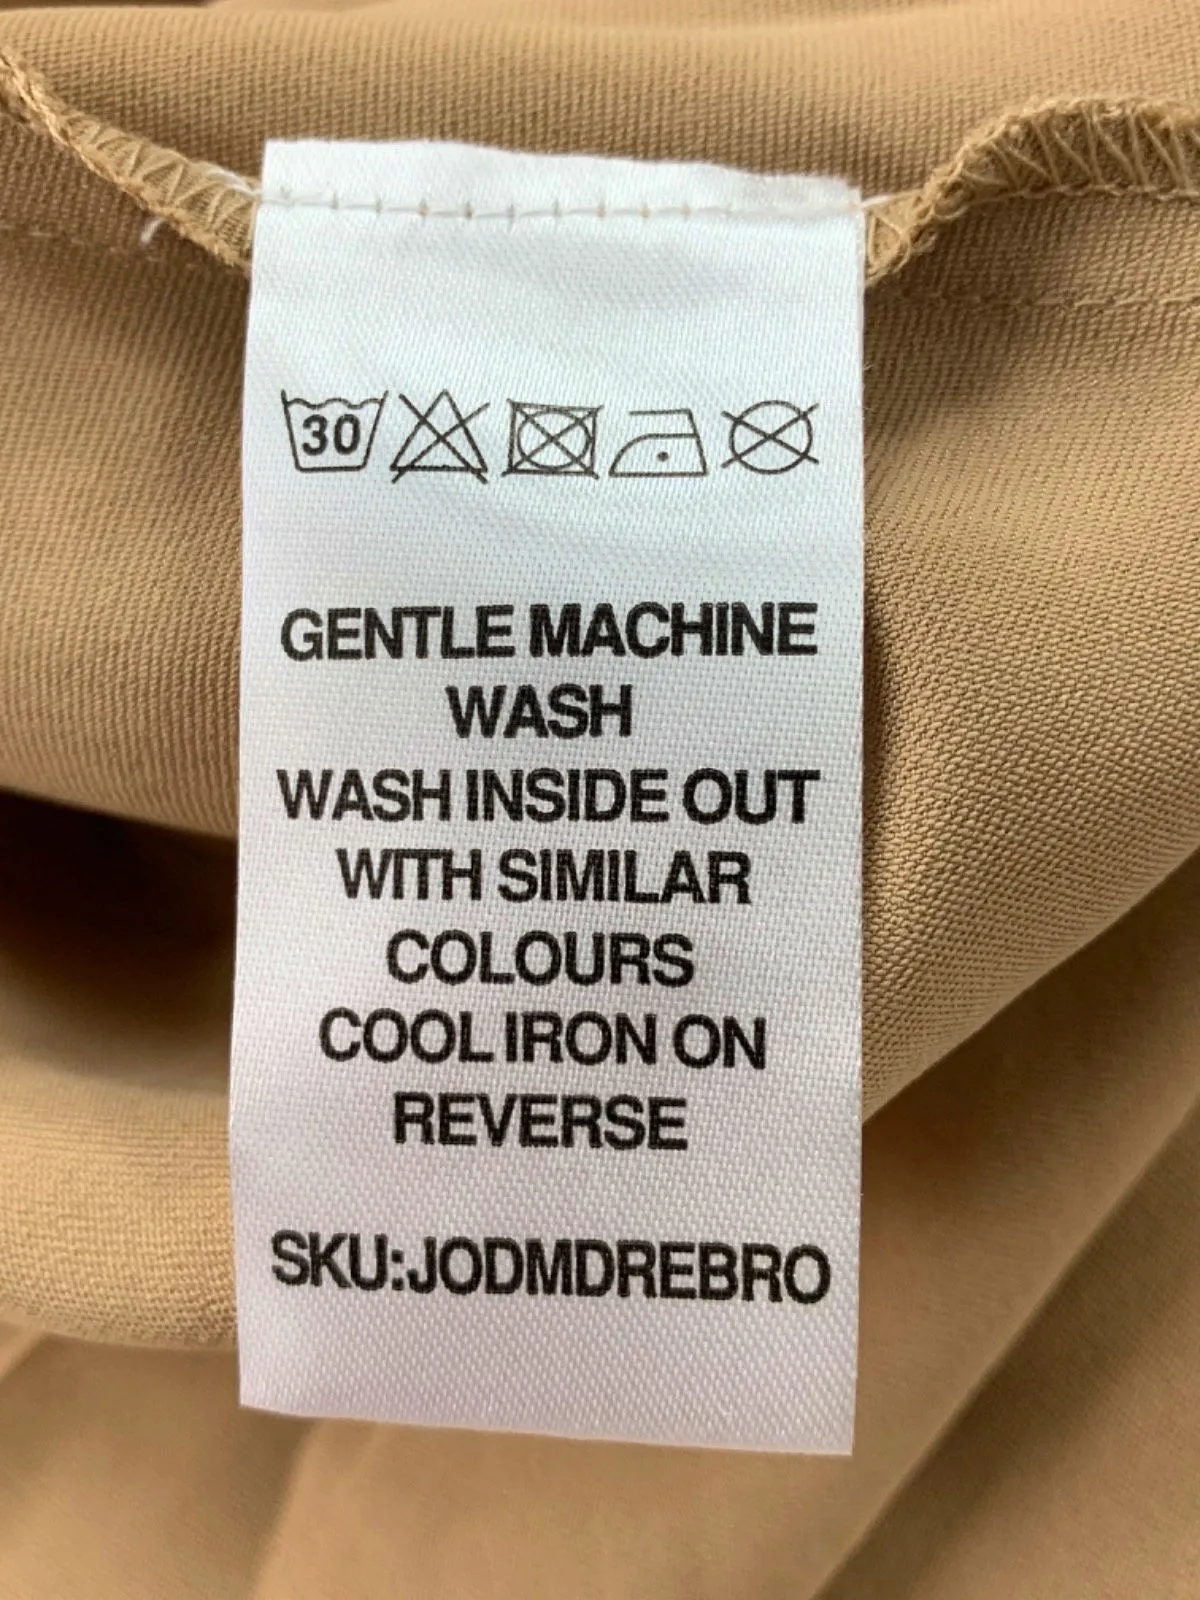 30
GENTLE MACHINE
WASH
WASH INSIDE OUT
WITH SIMILAR
COLOURS
COOL IRON ON
REVERSE
SKU:JODMDREBRO